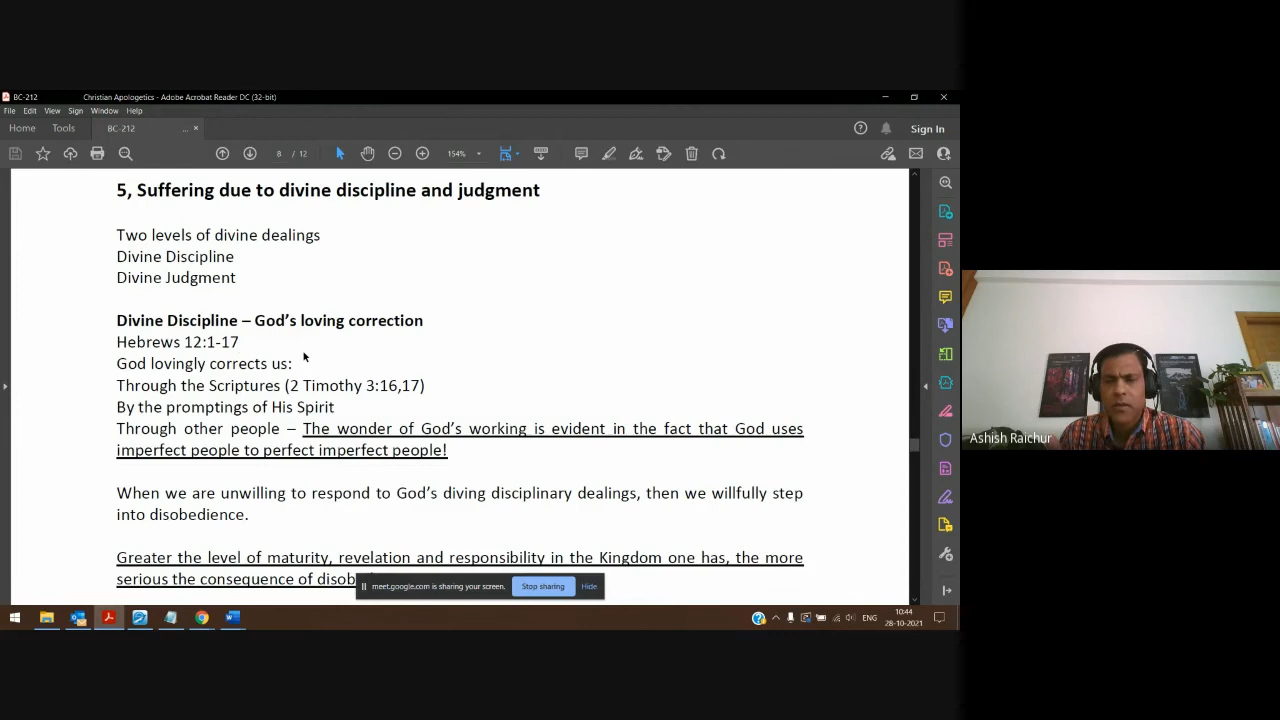 BC-212
Christian Apologetics - Adobe Acrobat Reader DC (32-bit)
File Edit View Sign Window Help
Home Tools BC-212 ... × Sign In
8 / 12 154%
5, Suffering due to divine discipline and judgment
Two levels of divine dealings
Divine Discipline
Divine Judgment
Divine Discipline – God's loving correction
Hebrews 12:1-17
God lovingly corrects us:
Through the Scriptures (2 Timothy 3:16,17)
By the promptings of His Spirit
Through other people – The wonder of God's working is evident in the fact that God uses
imperfect people to perfect imperfect people!
When we are unwilling to respond to God's diving disciplinary dealings, then we willfully step
into disobedience.
Greater the level of maturity, revelation and responsibility in the Kingdom one has, the more
serious the consequence of
meet.google.com is sharing your screen. Stop sharing Hide
Ashish Raichur
ENG
10:44
28-10-2021